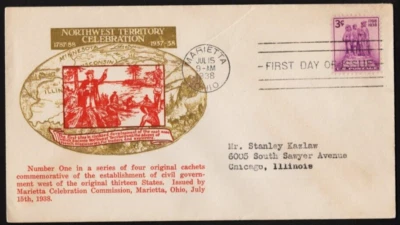 NORTHWEST TERRITORY
CELEBRATION
1787-88 1937-38
MARIETTA
JUL 15
9-AM
1938
OHIO
FIRST DAY OF ISSUE
3¢
Number One in a series of four original cachets
commemorative of the establishment of civil govern-
ment west of the original thirteen States. Issued by
Marietta Celebration Commission, Marietta, Ohio, July
15th, 1938.
Mr. Stanley Kaslaw
6005 South Sawyer Avenue
Chicago, Illinois